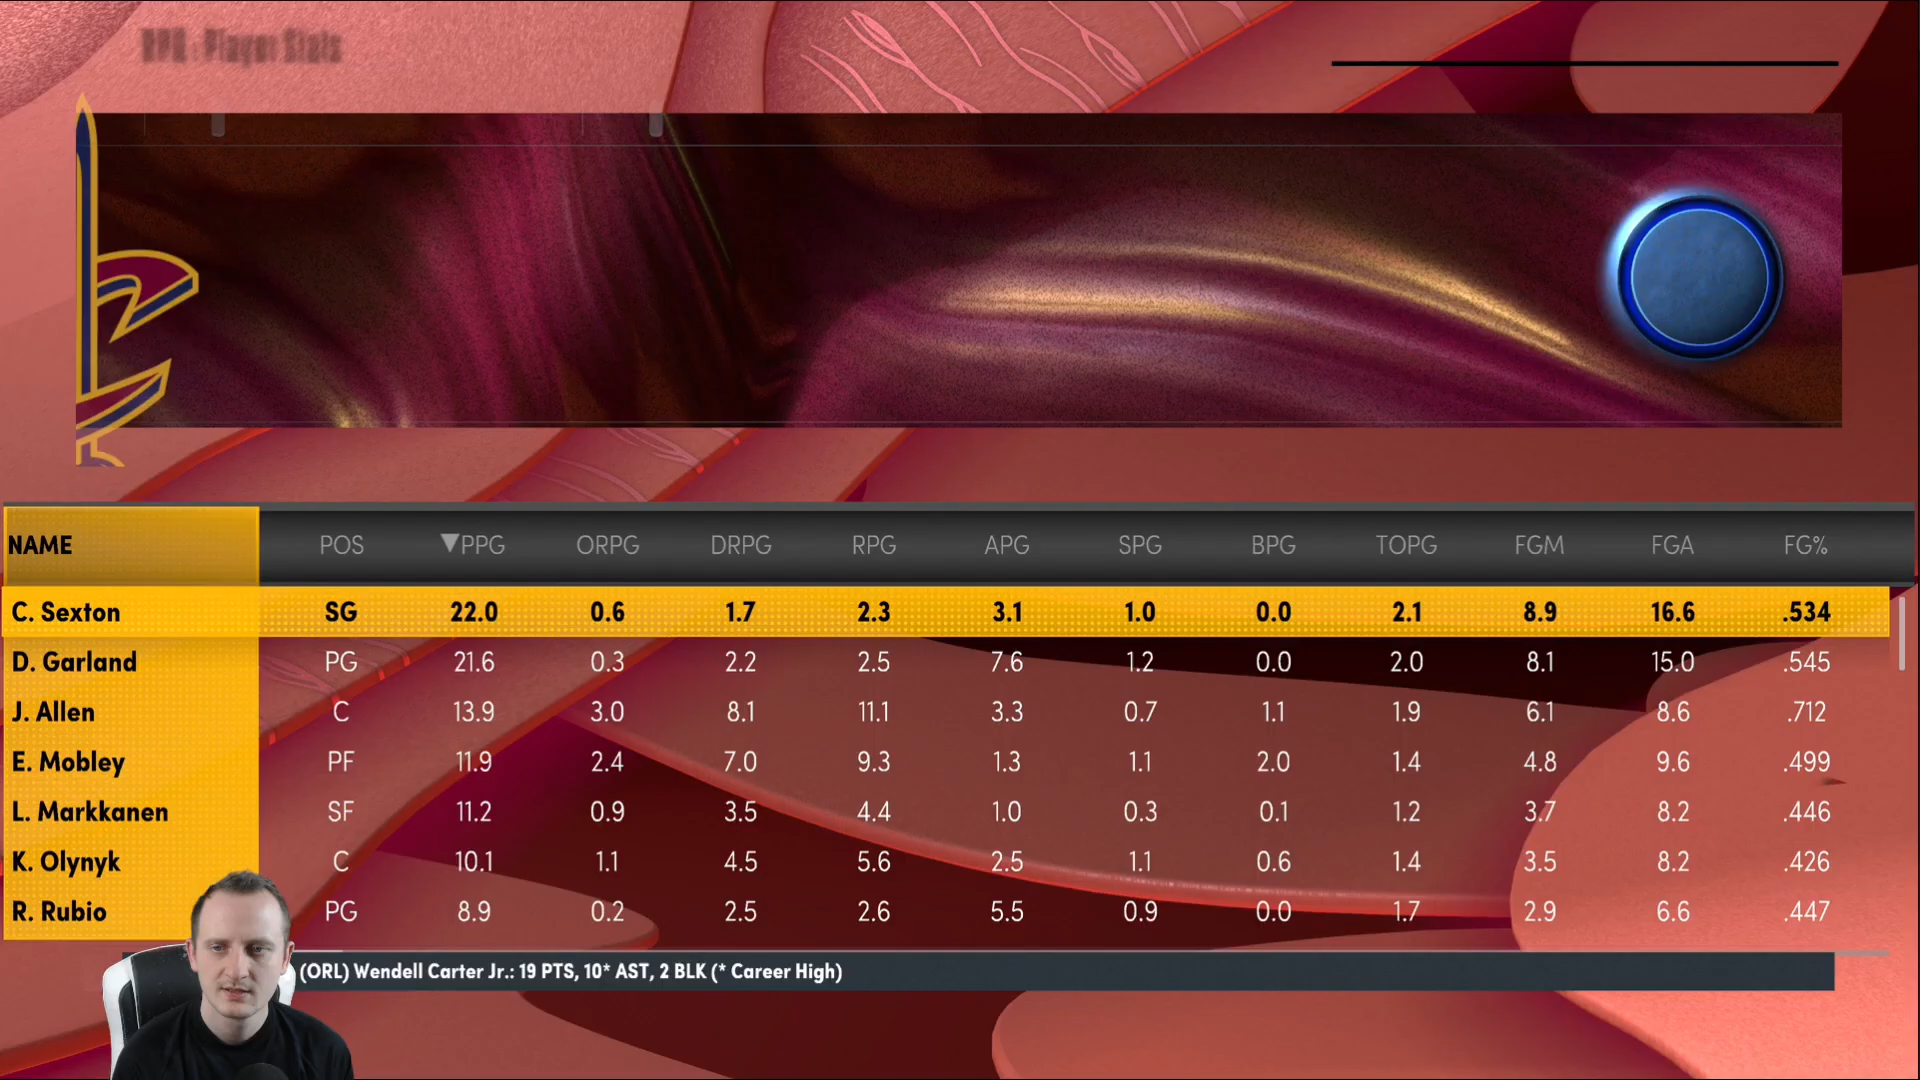 NAME POS ▼PPG ORPG DRPG RPG APG SPG BPG TOPG FGM FGA FG%
C. Sexton SG 22.0 0.6 1.7 2.3 3.1 1.0 0.0 2.1 8.9 16.6 .534
D. Garland PG 21.6 0.3 2.2 2.5 7.6 1.2 0.0 2.0 8.1 15.0 .545
J. Allen C 13.9 3.0 8.1 11.1 3.3 0.7 1.1 1.9 6.1 8.6 .712
E. Mobley PF 11.9 2.4 7.0 9.3 1.3 1.1 2.0 1.4 4.8 9.6 .499
L. Markkanen SF 11.2 0.9 3.5 4.4 1.0 0.3 0.1 1.2 3.7 8.2 .446
K. Olynyk C 10.1 1.1 4.5 5.6 2.5 1.1 0.6 1.4 3.5 8.2 .426
R. Rubio PG 8.9 0.2 2.5 2.6 5.5 0.9 0.0 1.7 2.9 6.6 .447
(ORL) Wendell Carter Jr.: 19 PTS, 10* AST, 2 BLK (* Career High)